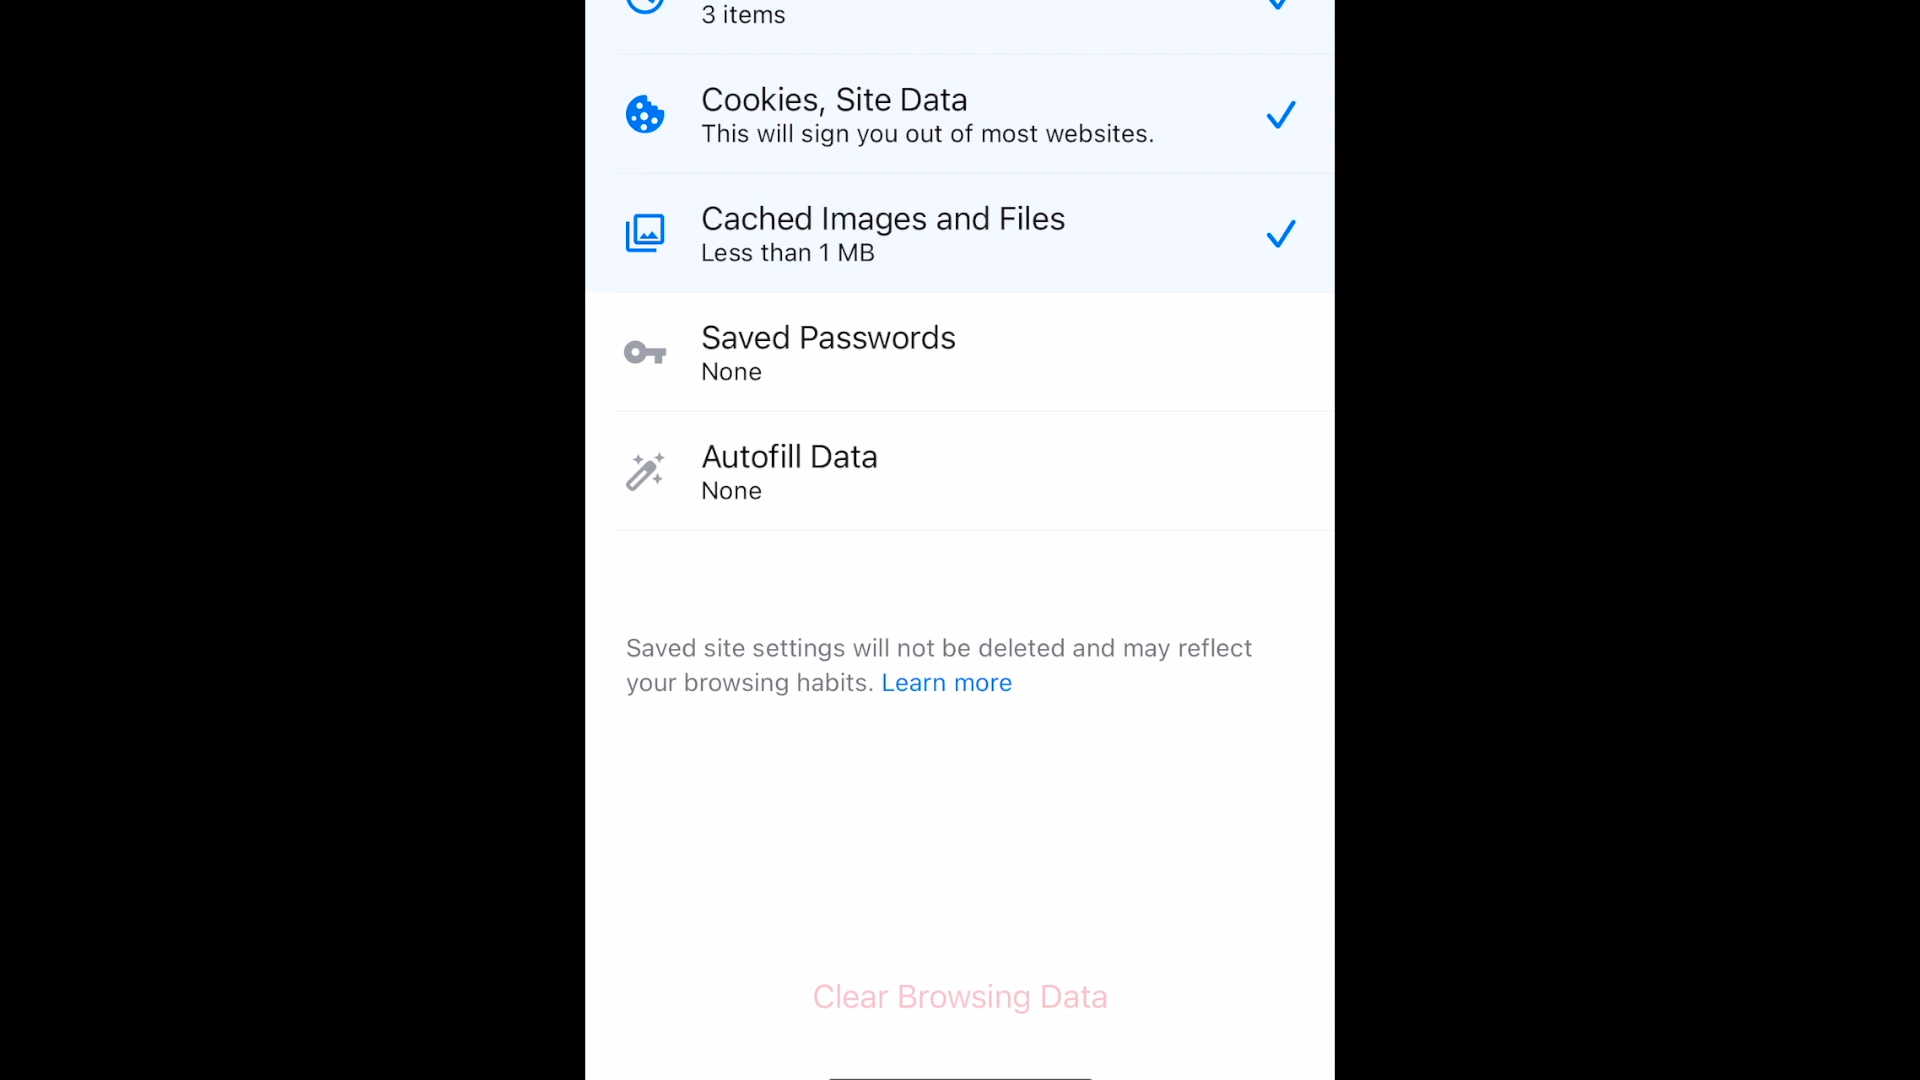 3 items
Cookies, Site Data
This will sign you out of most websites.
Cached Images and Files
Less than 1 MB
Saved Passwords
None
Autofill Data
None
Saved site settings will not be deleted and may reflect
your browsing habits. Learn more
Clear Browsing Data